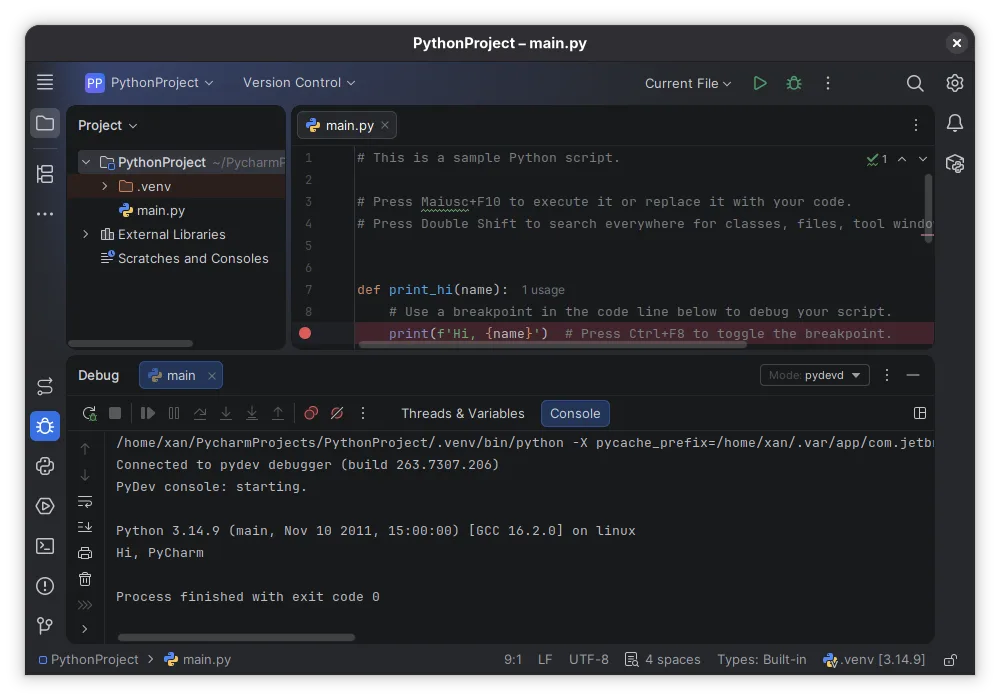 PythonProject – main.py
PP PythonProject Version Control Current File
Project
main.py
PythonProject ~/PycharmP
.venv
main.py
External Libraries
Scratches and Consoles
1 # This is a sample Python script.
1
2
3 # Press Maiusc+F10 to execute it or replace it with your code.
4 # Press Double Shift to search everywhere for classes, files, tool windo
5
6
7 def print_hi(name): 1 usage
8 # Use a breakpoint in the code line below to debug your script.
print(f'Hi, {name}') # Press Ctrl+F8 to toggle the breakpoint.
Debug main Mode: pydevd
Threads & Variables Console
/home/xan/PycharmProjects/PythonProject/.venv/bin/python -X pycache_prefix=/home/xan/.var/app/com.jetbr
Connected to pydev debugger (build 263.7307.206)
PyDev console: starting.
Python 3.14.9 (main, Nov 10 2011, 15:00:00) [GCC 16.2.0] on linux
Hi, PyCharm
Process finished with exit code 0
PythonProject main.py 9:1 LF UTF-8 4 spaces Types: Built-in .venv [3.14.9]